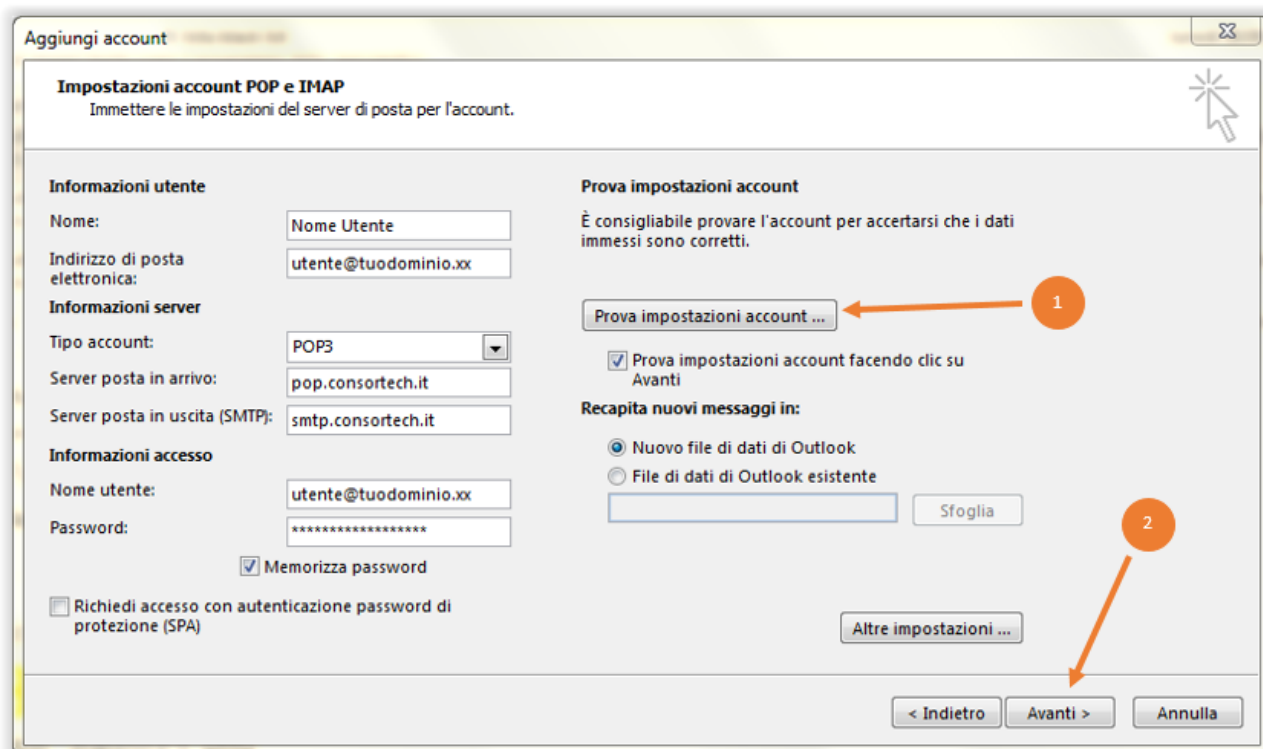 Aggiungi account
Impostazioni account POP e IMAP
Immettere le impostazioni del server di posta per l'account.
Informazioni utente
Nome:
Nome Utente
Indirizzo di posta
elettronica:
utente@tuodominio.xx
Informazioni server
Tipo account:
POP3
Server posta in arrivo:
pop.consortech.it
Server posta in uscita (SMTP):
smtp.consortech.it
Informazioni accesso
Nome utente:
utente@tuodominio.xx
Password:
******************
Memorizza password
Richiedi accesso con autenticazione password di
protezione (SPA)
Prova impostazioni account
È consigliabile provare l'account per accertarsi che i dati
immessi sono corretti.
Prova impostazioni account ...
1
Prova impostazioni account facendo clic su
Avanti
Recapita nuovi messaggi in:
Nuovo file di dati di Outlook
File di dati di Outlook esistente
Sfoglia
2
Altre impostazioni ...
< Indietro
Avanti >
Annulla